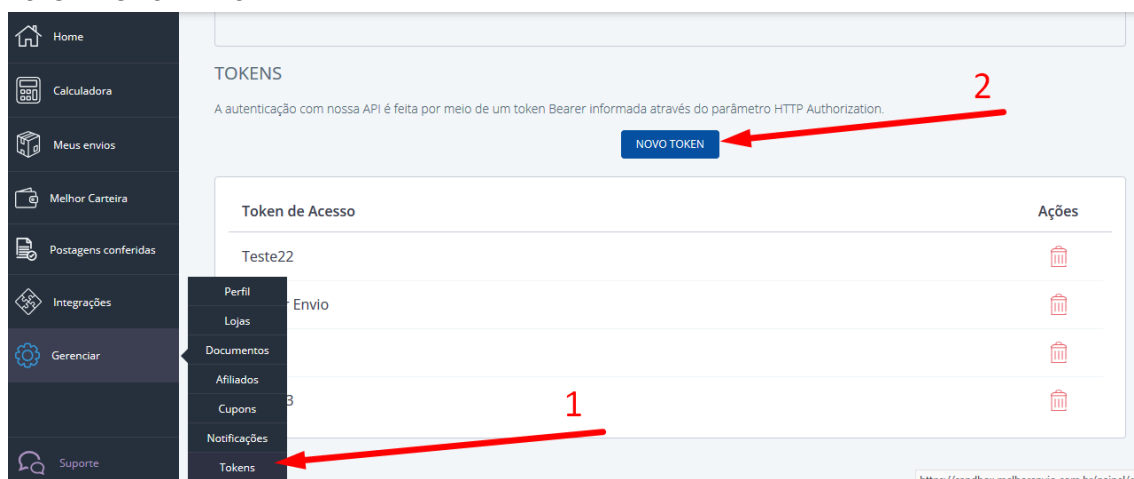 Home
Calculadora
Meus envios
Melhor Carteira
Postagens conferidas
Integrações
Gerenciar
Suporte
Perfil
Lojas
Documentos
Afiliados
Cupons
Notificações
Tokens
1
TOKENS
2
A autenticação com nossa API é feita por meio de um token Bearer informada através do parâmetro HTTP Authorization.
NOVO TOKEN
Token de Acesso Ações
Teste22
Envio
3